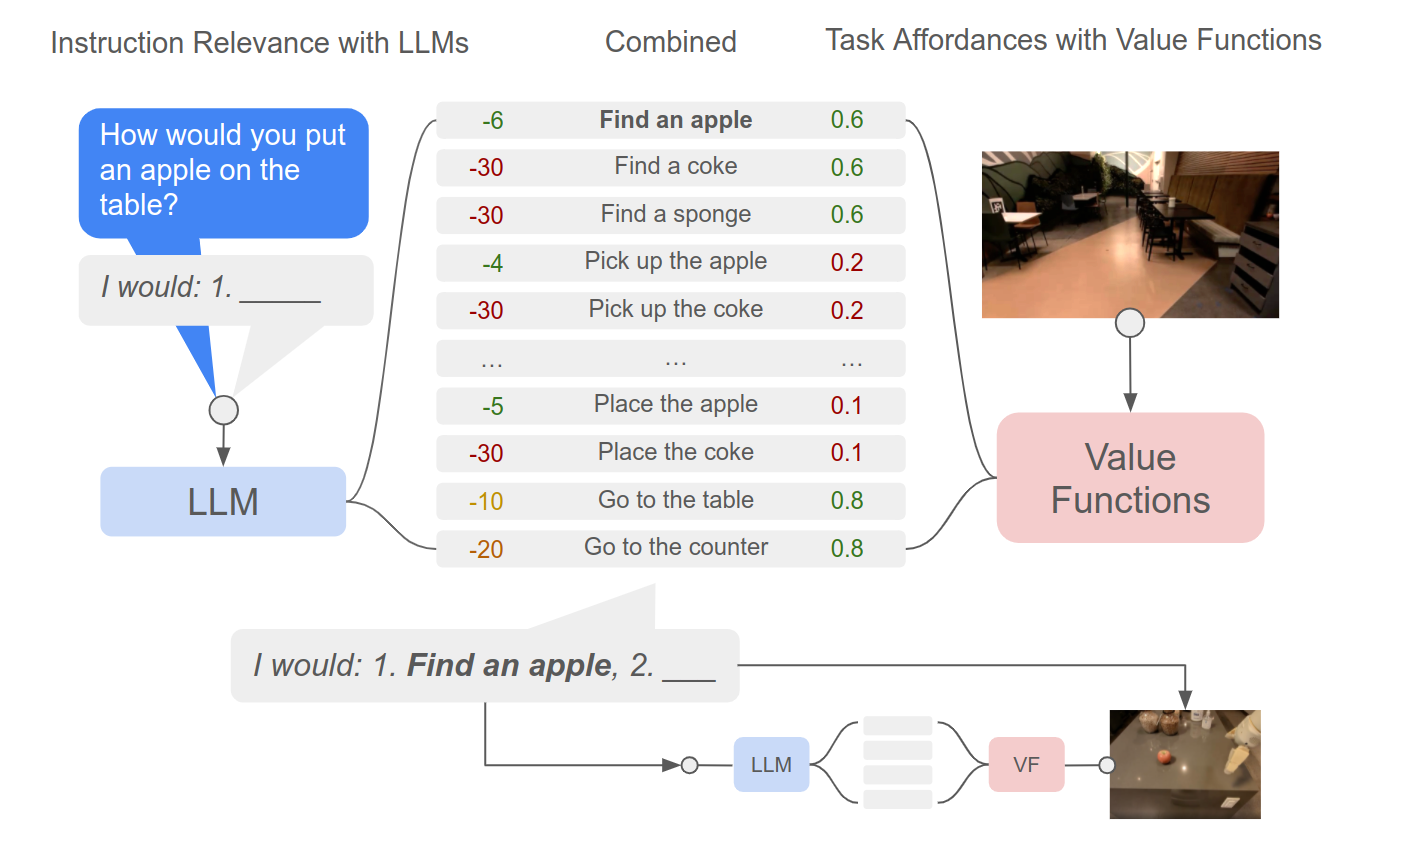 Instruction Relevance with LLMs
Combined
Task Affordances with Value Functions
How would you put
an apple on the
table?
I would: 1. _____
LLM
-6 Find an apple 0.6
-30 Find a coke 0.6
-30 Find a sponge 0.6
-4 Pick up the apple 0.2
-30 Pick up the coke 0.2
... ... ...
-5 Place the apple 0.1
-30 Place the coke 0.1
-10 Go to the table 0.8
-20 Go to the counter 0.8
Value
Functions
I would: 1. Find an apple, 2. ___
LLM
VF